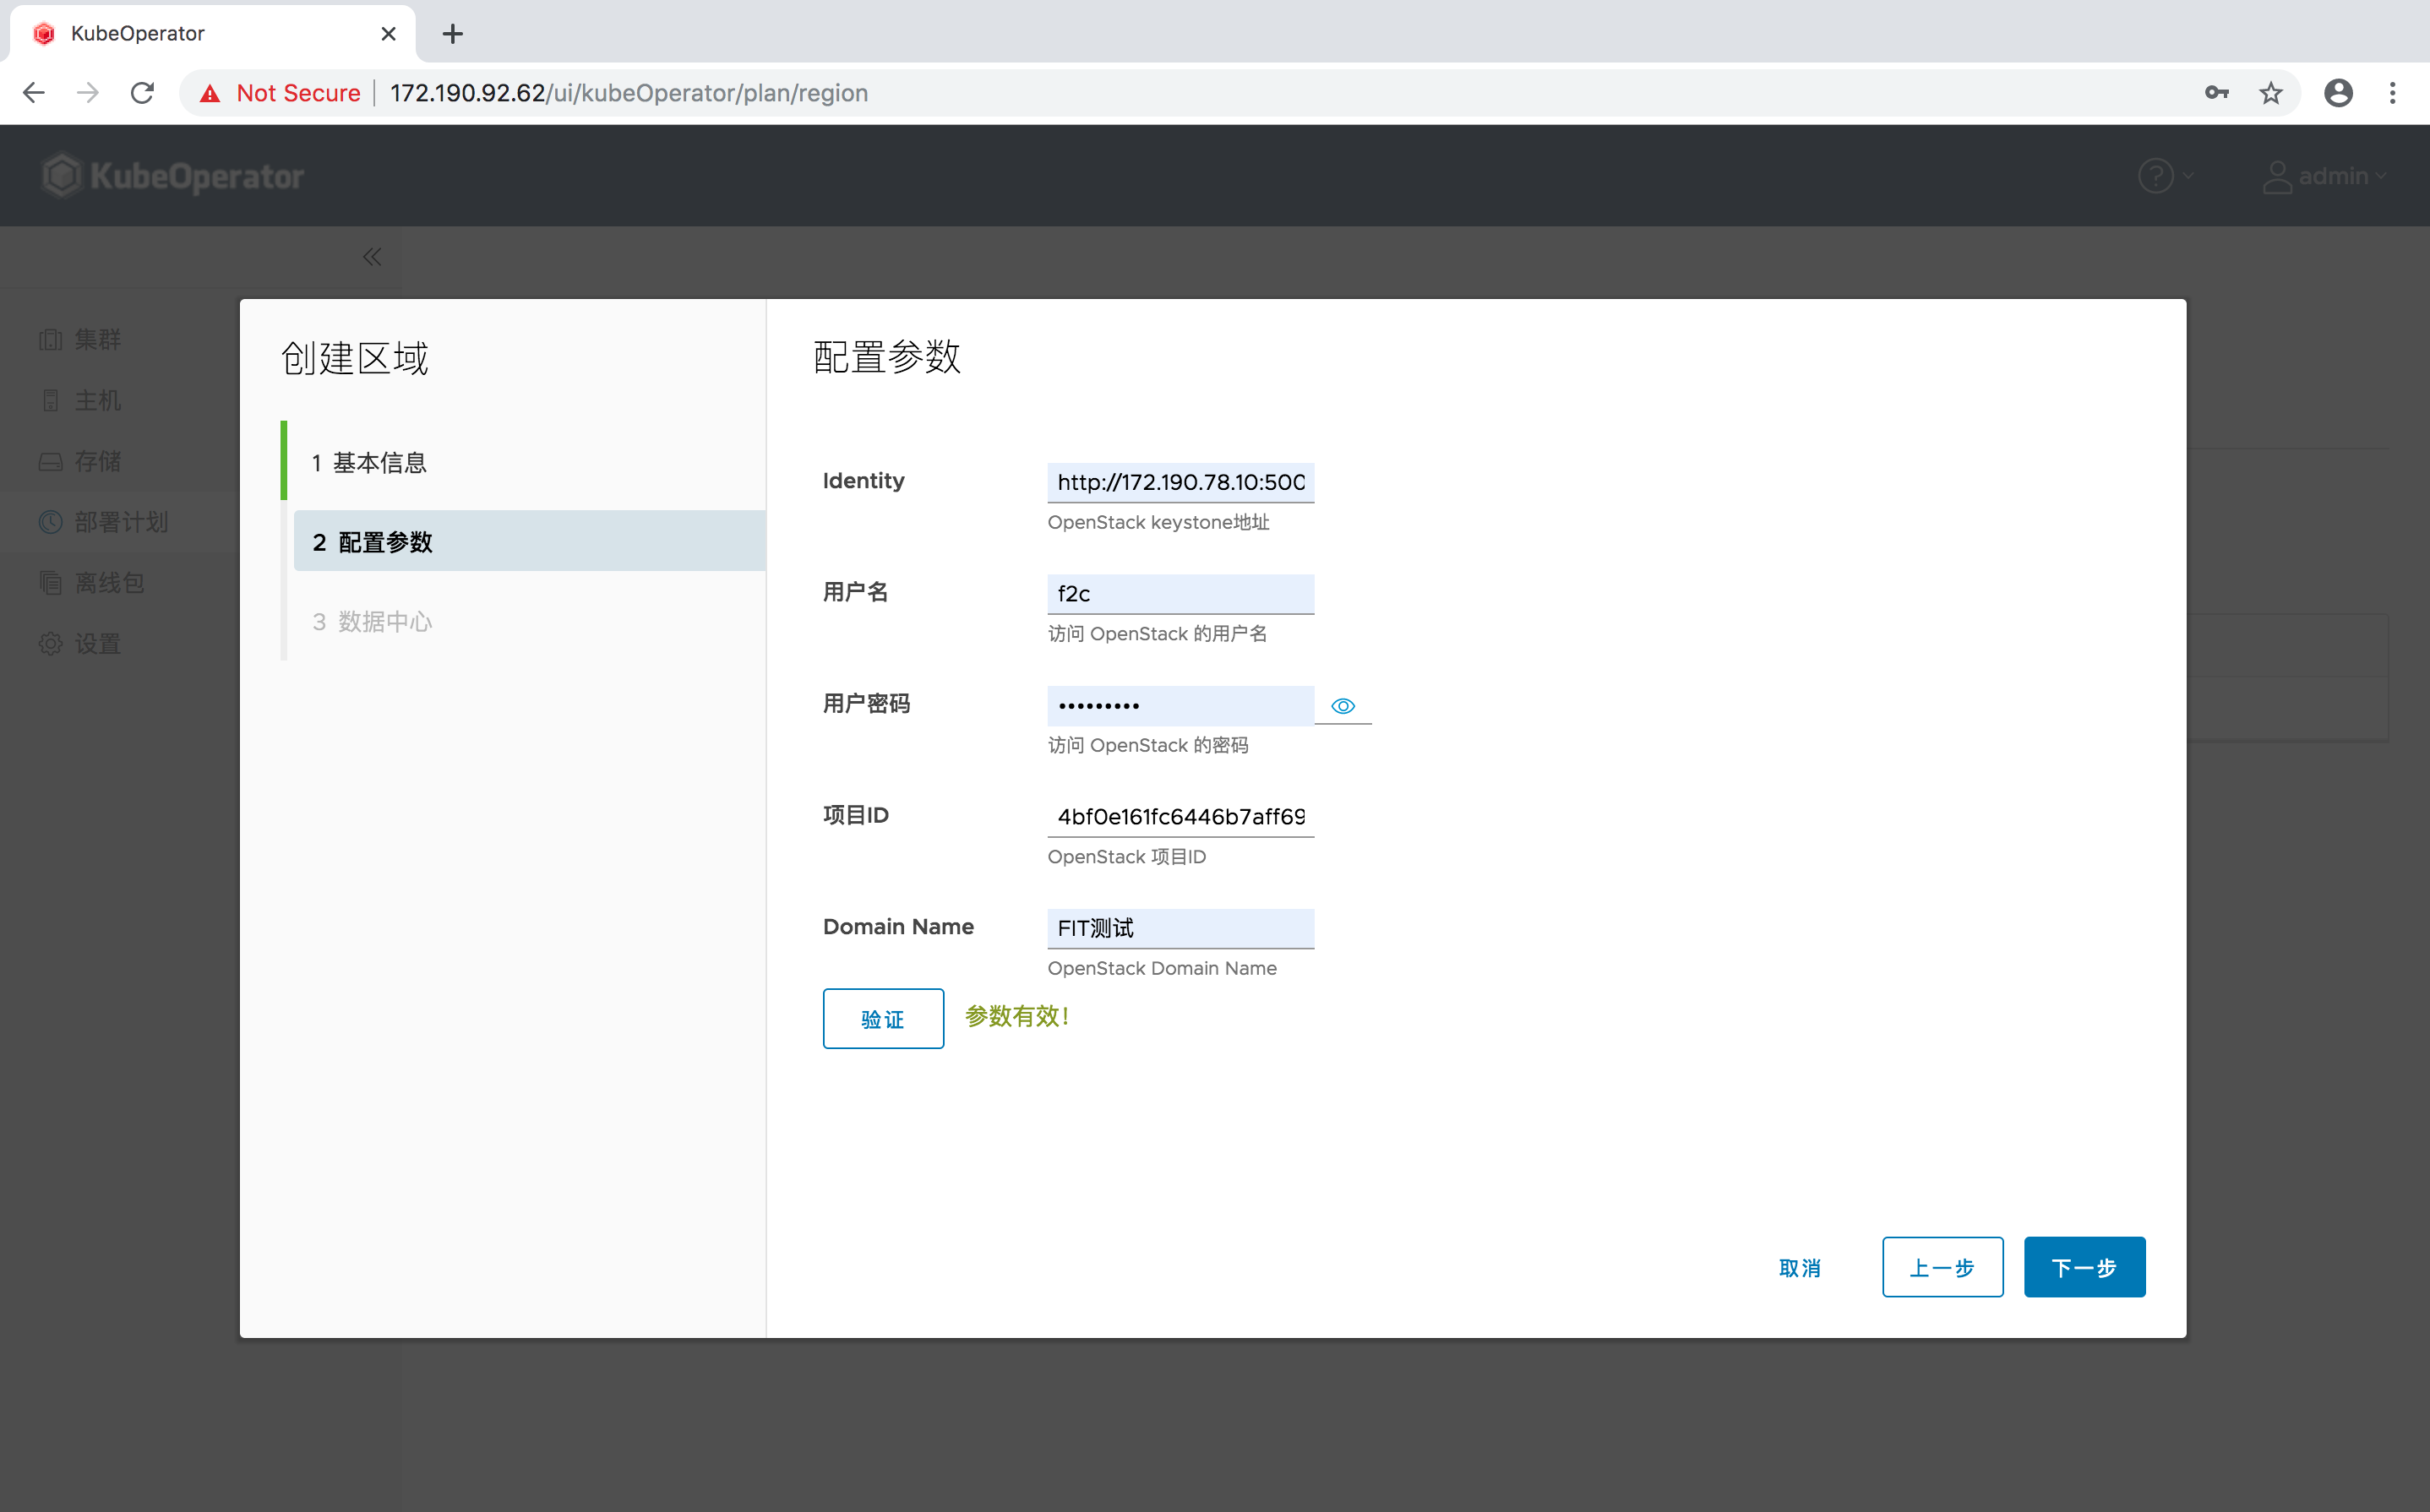 KubeOperator
Not Secure
172.190.92.62/ui/kubeOperator/plan/region
KubeOperator
admin
集群
主机
存储
部署计划
离线包
设置
创建区域
1 基本信息
2 配置参数
3 数据中心
配置参数
Identity
http://172.190.78.10:500
OpenStack keystone地址
用户名
f2c
访问 OpenStack 的用户名
用户密码
•••••••••
访问 OpenStack 的密码
项目ID
4bf0e161fc6446b7aff69
OpenStack 项目ID
Domain Name
FIT测试
OpenStack Domain Name
验证
参数有效!
取消
上一步
下一步